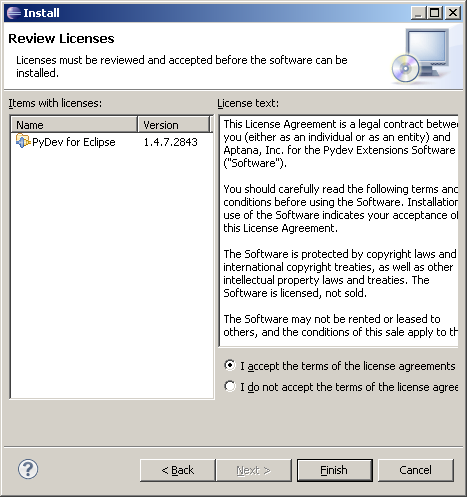 Install
Review Licenses
Licenses must be reviewed and accepted before the software can be
installed.
Items with licenses:
License text:
Name Version
PyDev for Eclipse 1.4.7.2843
This License Agreement is a legal contract betwee
you (either as an individual or as an entity) and
Aptana, Inc. for the Pydev Extensions Software
("Software").
You should carefully read the following terms and
conditions before using the Software. Installation
use of the Software indicates your acceptance of
this License Agreement.
The Software is protected by copyright laws and
international copyright treaties, as well as other
intellectual property laws and treaties. The
Software is licensed, not sold.
The Software may not be rented or leased to
others, and the conditions of this sale apply to th
I accept the terms of the license agreements
I do not accept the terms of the license agree
? < Back Next > Finish Cancel